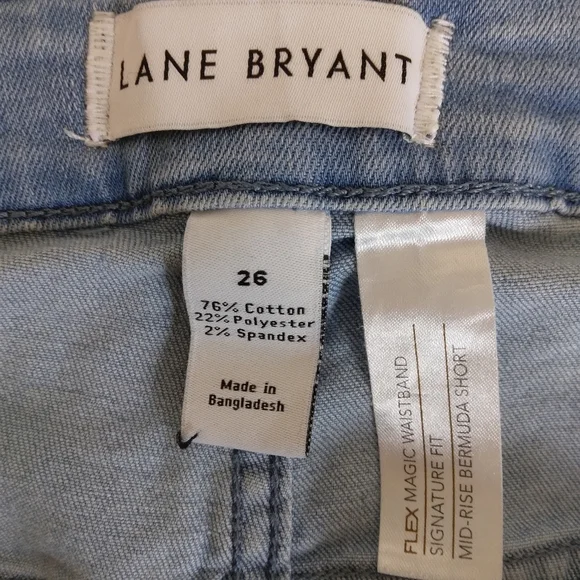 LANE BRYANT
26
76% Cotton
22% Polyester
2% Spandex
Made in
Bangladesh
FLEX MAGIC WAISTBAND
SIGNATURE FIT
MID-RISE BERMUDA SHORT